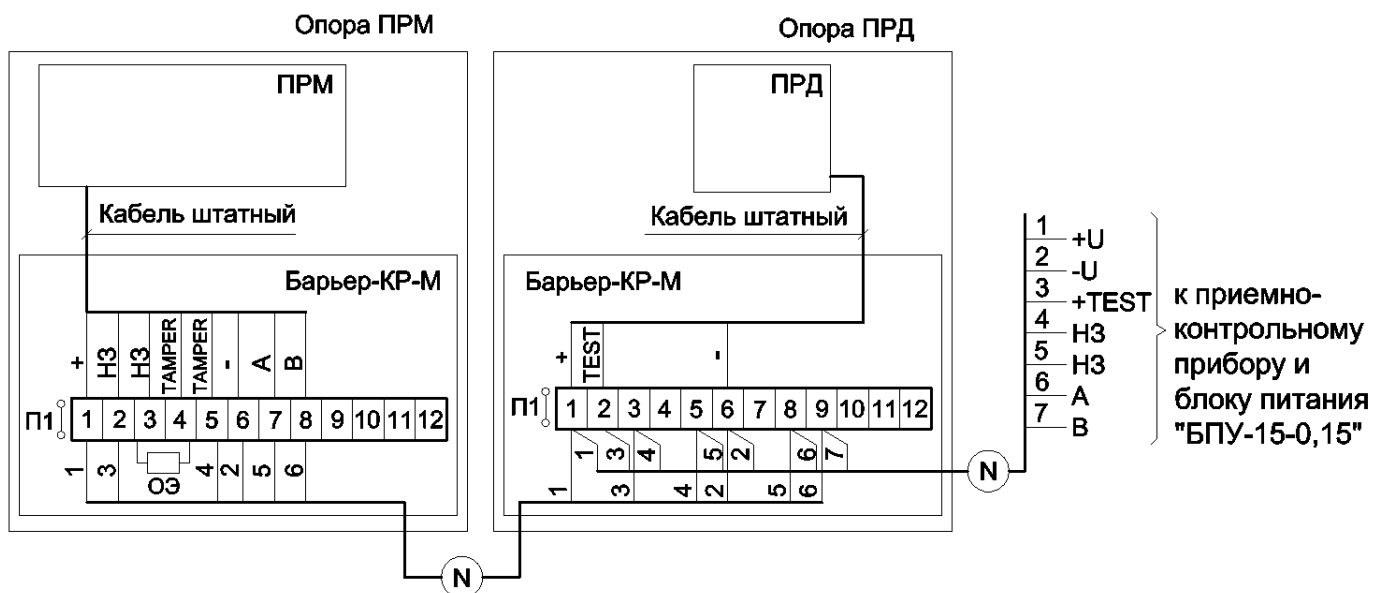 Опора ПРМ
Опора ПРД
ПРМ
ПРД
Кабель штатный
Кабель штатный
Барьер-КР-М
Барьер-КР-М
+ НЗ НЗ TAMPER TAMPER - A B
+ TEST -
П1 1 2 3 4 5 6 7 8 9 10 11 12
П1 1 2 3 4 5 6 7 8 9 10 11 12
1 3 ОЭ 4 2 5 6
1 3 4 5 2 6 7
1 3 4 2 5 6
N
N
1 +U
2 -U
3 +TEST
4 НЗ
5 НЗ
6 A
7 B
к приемно-
контрольному
прибору и
блоку питания
"БПУ-15-0,15"